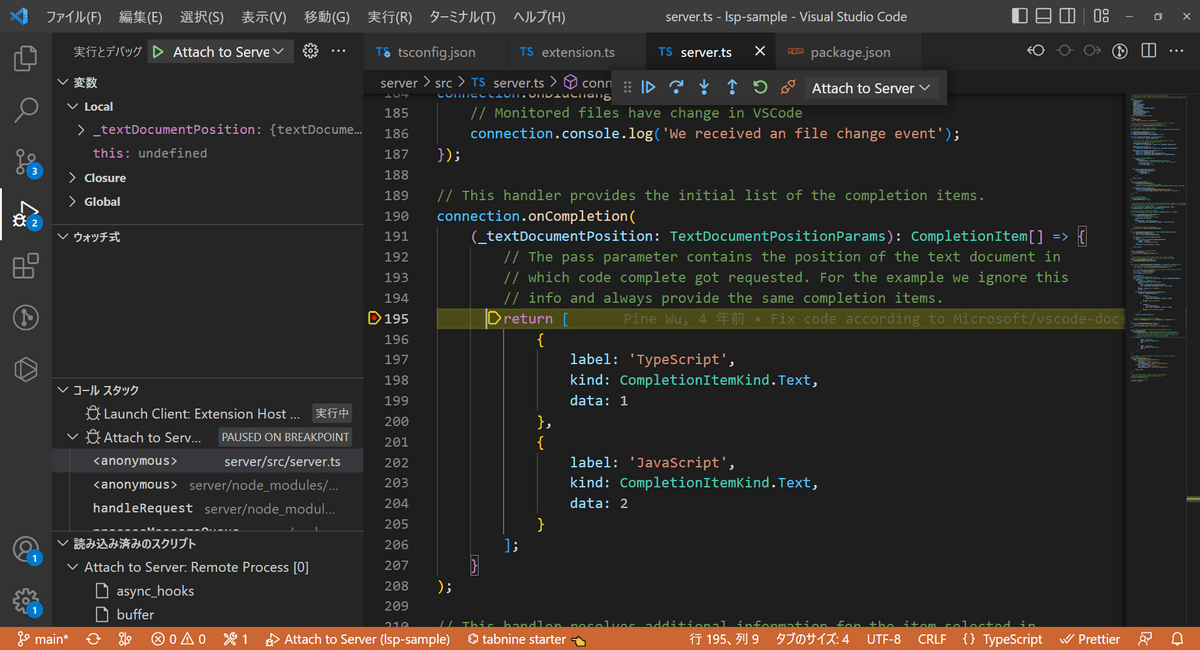 ファイル(F) 編集(E) 選択(S) 表示(V) 移動(G) 実行(R) ターミナル(T) ヘルプ(H) server.ts - lsp-sample - Visual Studio Code
実行とデバッグ Attach to Serve
TS tsconfig.json TS extension.ts TS server.ts package.json
server > src > TS server.ts > conn
Attach to Server
変数
Local
_textDocumentPosition: {textDocume...
this: undefined
Closure
Global
ウォッチ式
コール スタック
Launch Client: Extension Host ... 実行中
Attach to Serv... PAUSED ON BREAKPOINT
<anonymous> server/src/server.ts
<anonymous> server/node_modules/...
handleRequest server/node_modul...
読み込み済みのスクリプト
Attach to Server: Remote Process [0]
async_hooks
buffer
3
2
1
1
185 // Monitored files have change in VSCode
186 connection.console.log('We received an file change event');
187 });
188
189 // This handler provides the initial list of the completion items.
190 connection.onCompletion(
191 (_textDocumentPosition: TextDocumentPositionParams): CompletionItem[] => {
192 // The pass parameter contains the position of the text document in
193 // which code complete got requested. For the example we ignore this
194 // info and always provide the same completion items.
195 return [ Pine Wu, 4 年前 • Fix code according to Microsoft/vscode-docs
196 {
197 label: 'TypeScript',
198 kind: CompletionItemKind.Text,
199 data: 1
200 },
201 {
202 label: 'JavaScript',
203 kind: CompletionItemKind.Text,
204 data: 2
205 }
206 ];
207 }
208 );
209
210 // This handler resolves additional information for the item selected in
main* 0 0 1 Attach to Server (lsp-sample) tabnine starter 行 195、列 9 タブのサイズ: 4 UTF-8 CRLF {} TypeScript Prettier